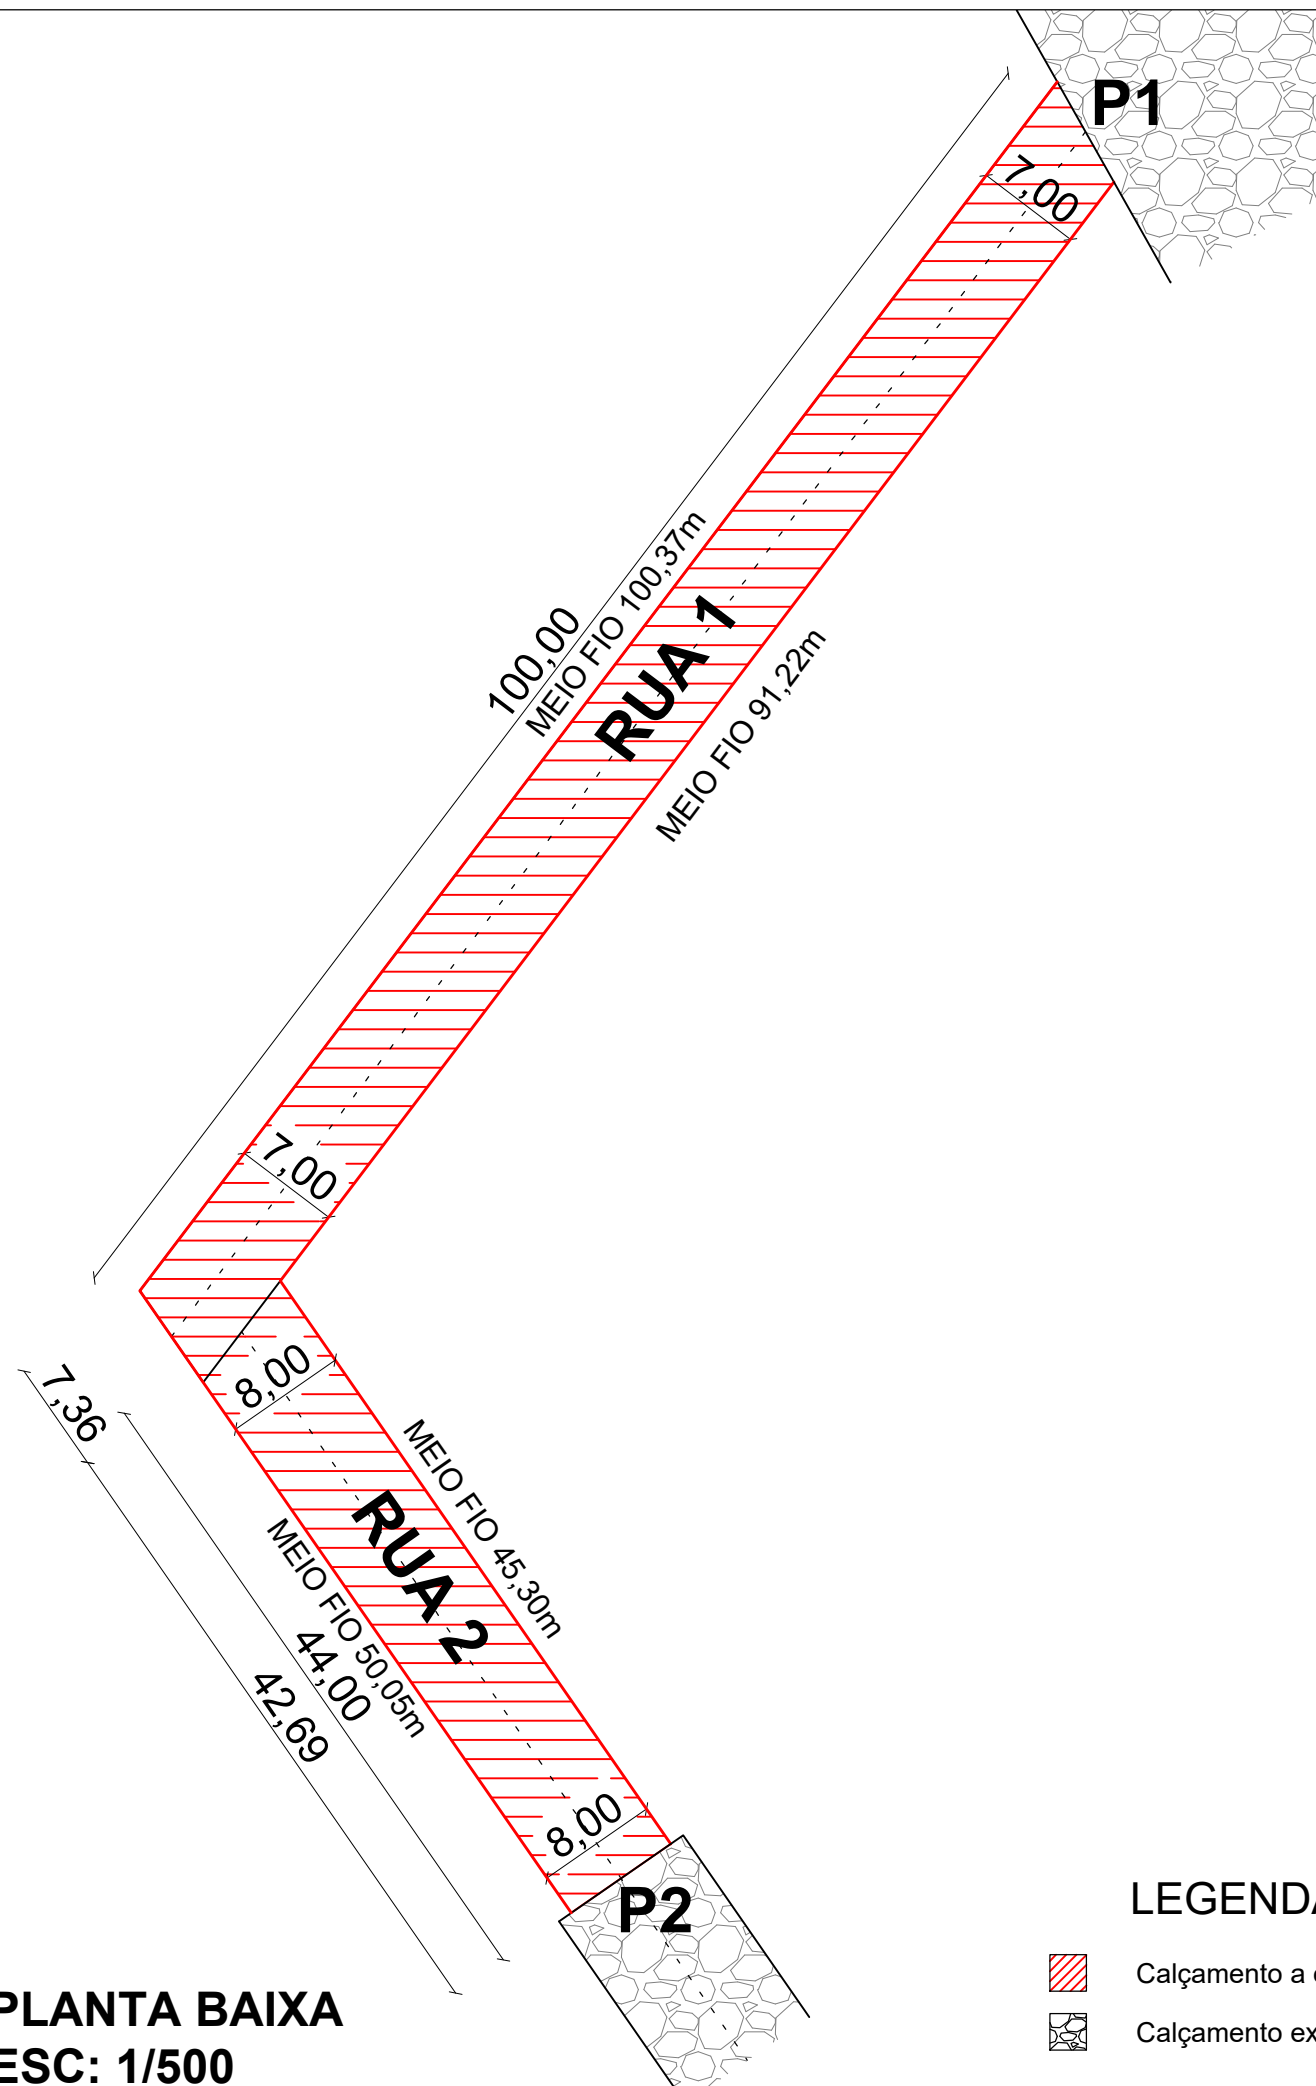 P1
7,00
100,00
MEIO FIO 100,37m
RUA 1
MEIO FIO 91,22m
7,00
8,00
7,36
MEIO FIO 45,30m
RUA 2
MEIO FIO 50,05m
44,00
42,69
8,00
P2
LEGENDA
Calçamento a
Calçamento
PLANTA BAIXA
ESC: 1/500